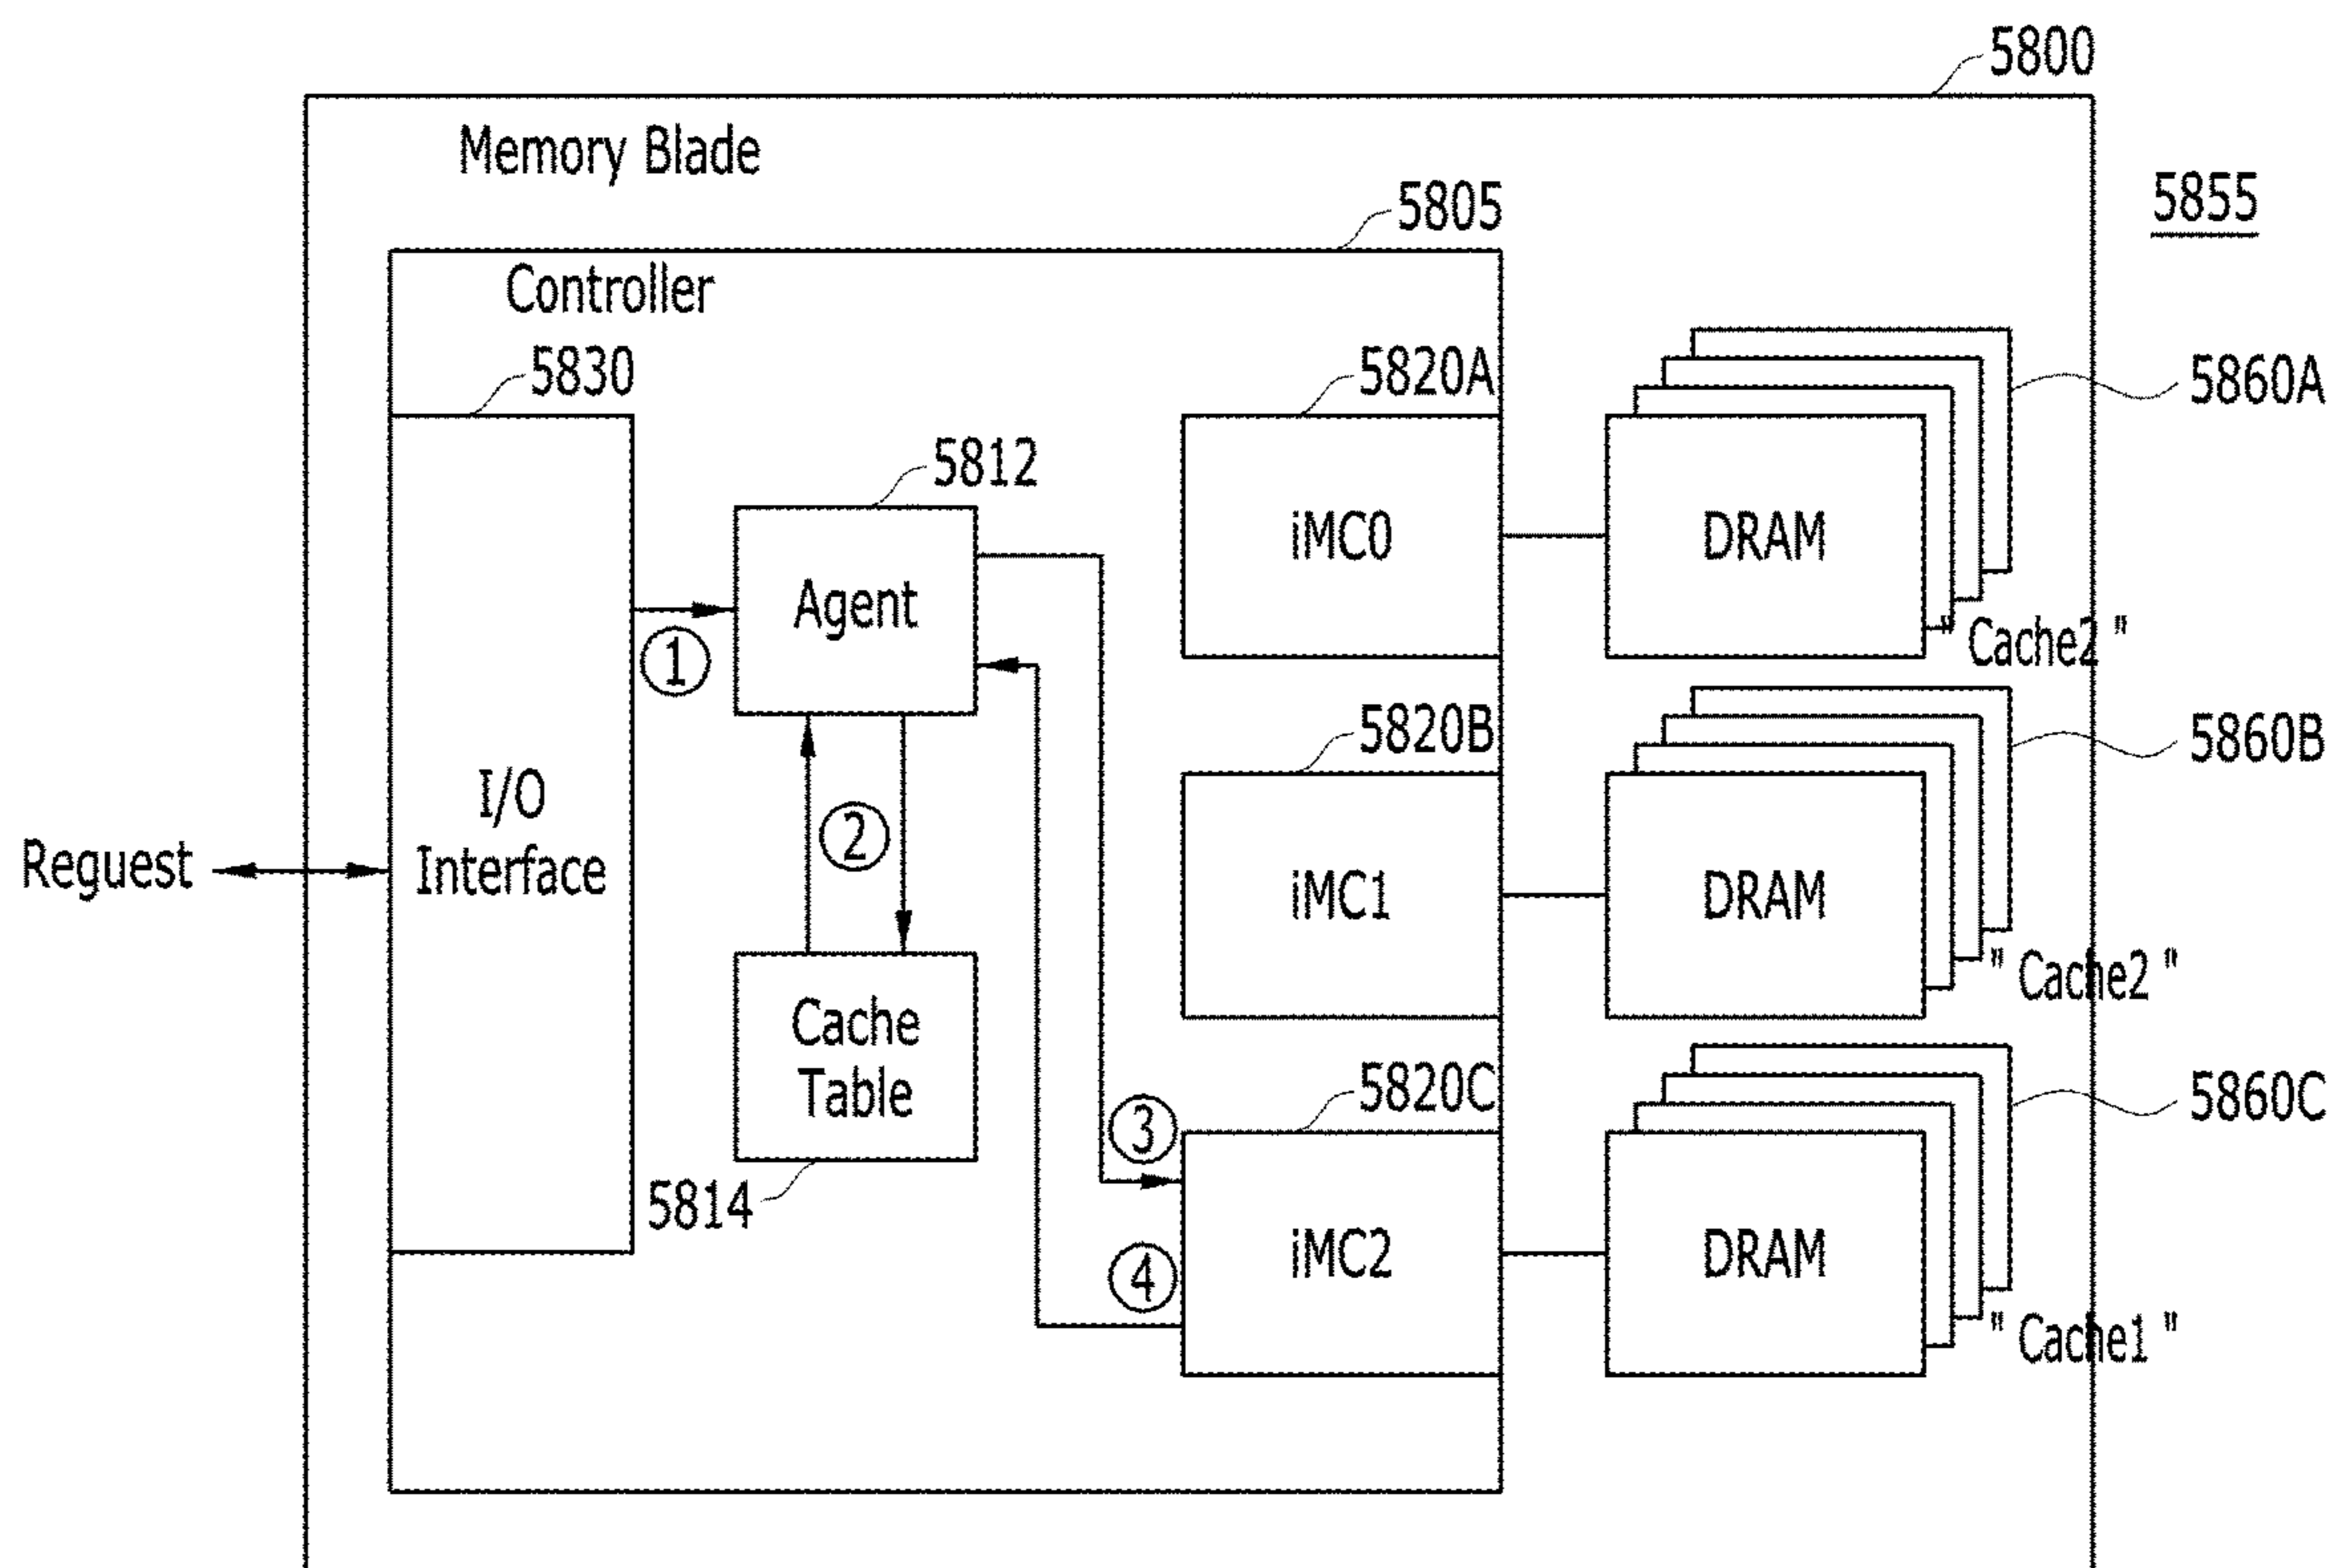 5800
Memory Blade
5855
5805
Controller
5830
5820A
5860A
5812
iMC0
DRAM
Agent
" Cache2 "
①
5820B
5860B
I/O
Interface
②
Reguest
iMC1
DRAM
" Cache2 "
Cache
Table
5820C
5860C
③
5814
iMC2
DRAM
④
" Cache1 "